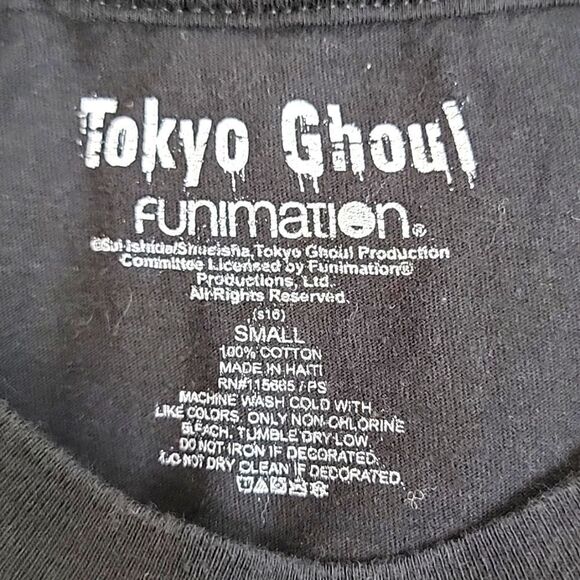 Tokyo Ghoul
FUNIMATION®
©Sui Ishida/Shueisha, Tokyo Ghoul Production
Committee Licensed by Funimation®
Productions, Ltd.
All Rights Reserved.
(s16)
SMALL
100% COTTON
MADE IN HAITI
RN#115685 / PS
MACHINE WASH COLD WITH
LIKE COLORS, ONLY NON-CHLORINE
BLEACH. TUMBLE DRY LOW.
DO NOT IRON IF DECORATED.
DO NOT DRY CLEAN IF DECORATED.